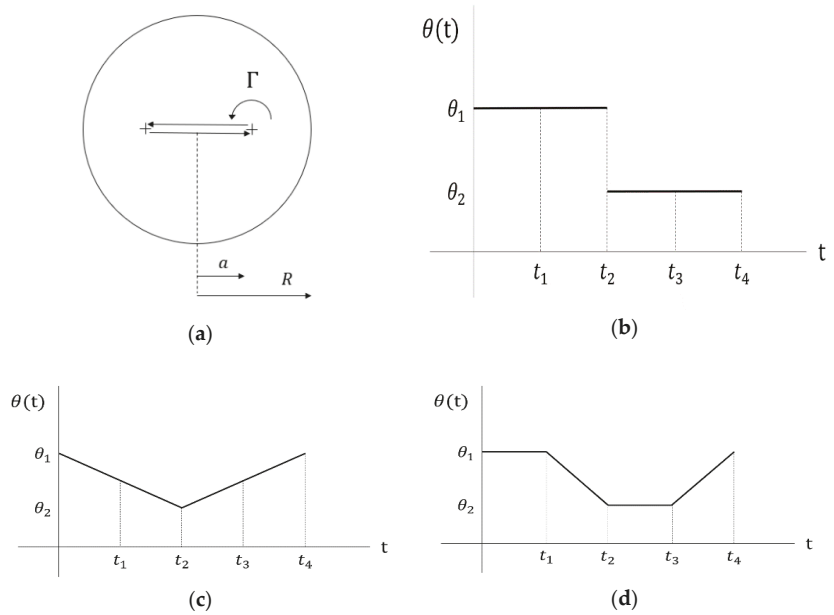 Γ
a
R
(a)
θ(t)
θ₁
θ₂
t₁ t₂ t₃ t₄ t
(b)
θ(t)
θ₁
θ₂
t₁ t₂ t₃ t₄ t
(c)
θ(t)
θ₁
θ₂
t₁ t₂ t₃ t₄ t
(d)